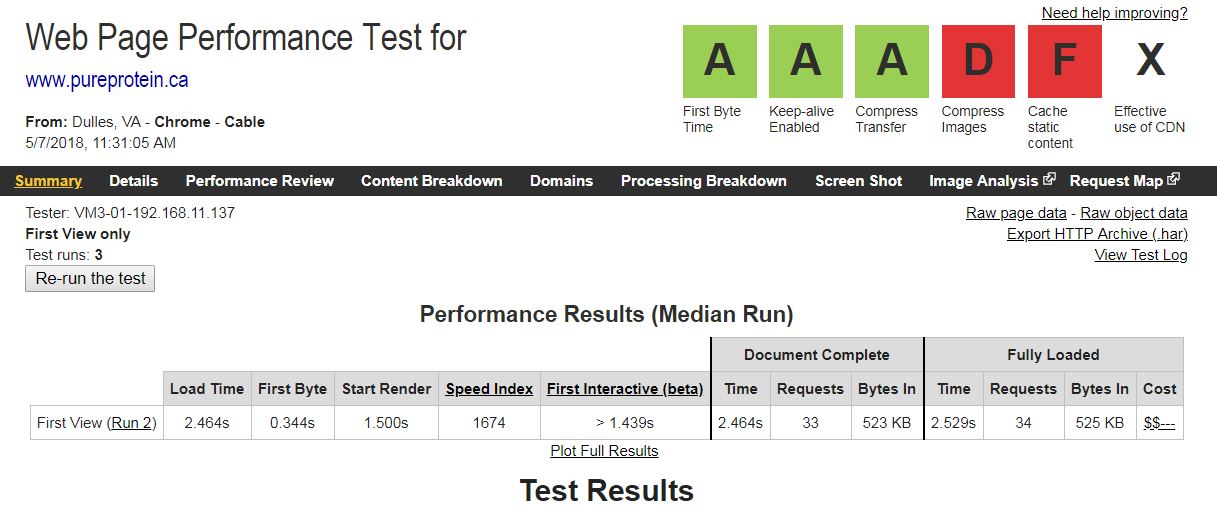 Need help improving?
Web Page Performance Test for
www.pureprotein.ca
From: Dulles, VA - Chrome - Cable
5/7/2018, 11:31:05 AM
A A A D F X
First Byte Time
Keep-alive Enabled
Compress Transfer
Compress Images
Cache static content
Effective use of CDN
Summary Details Performance Review Content Breakdown Domains Processing Breakdown Screen Shot Image Analysis Request Map
Tester: VM3-01-192.168.11.137
First View only
Test runs: 3
Re-run the test
Raw page data - Raw object data
Export HTTP Archive (.har)
View Test Log
Performance Results (Median Run)
Document Complete Fully Loaded
Load Time First Byte Start Render Speed Index First Interactive (beta) Time Requests Bytes In Time Requests Bytes In Cost
First View (Run 2) 2.464s 0.344s 1.500s 1674 > 1.439s 2.464s 33 523 KB 2.529s 34 525 KB $$---
Plot Full Results
Test Results